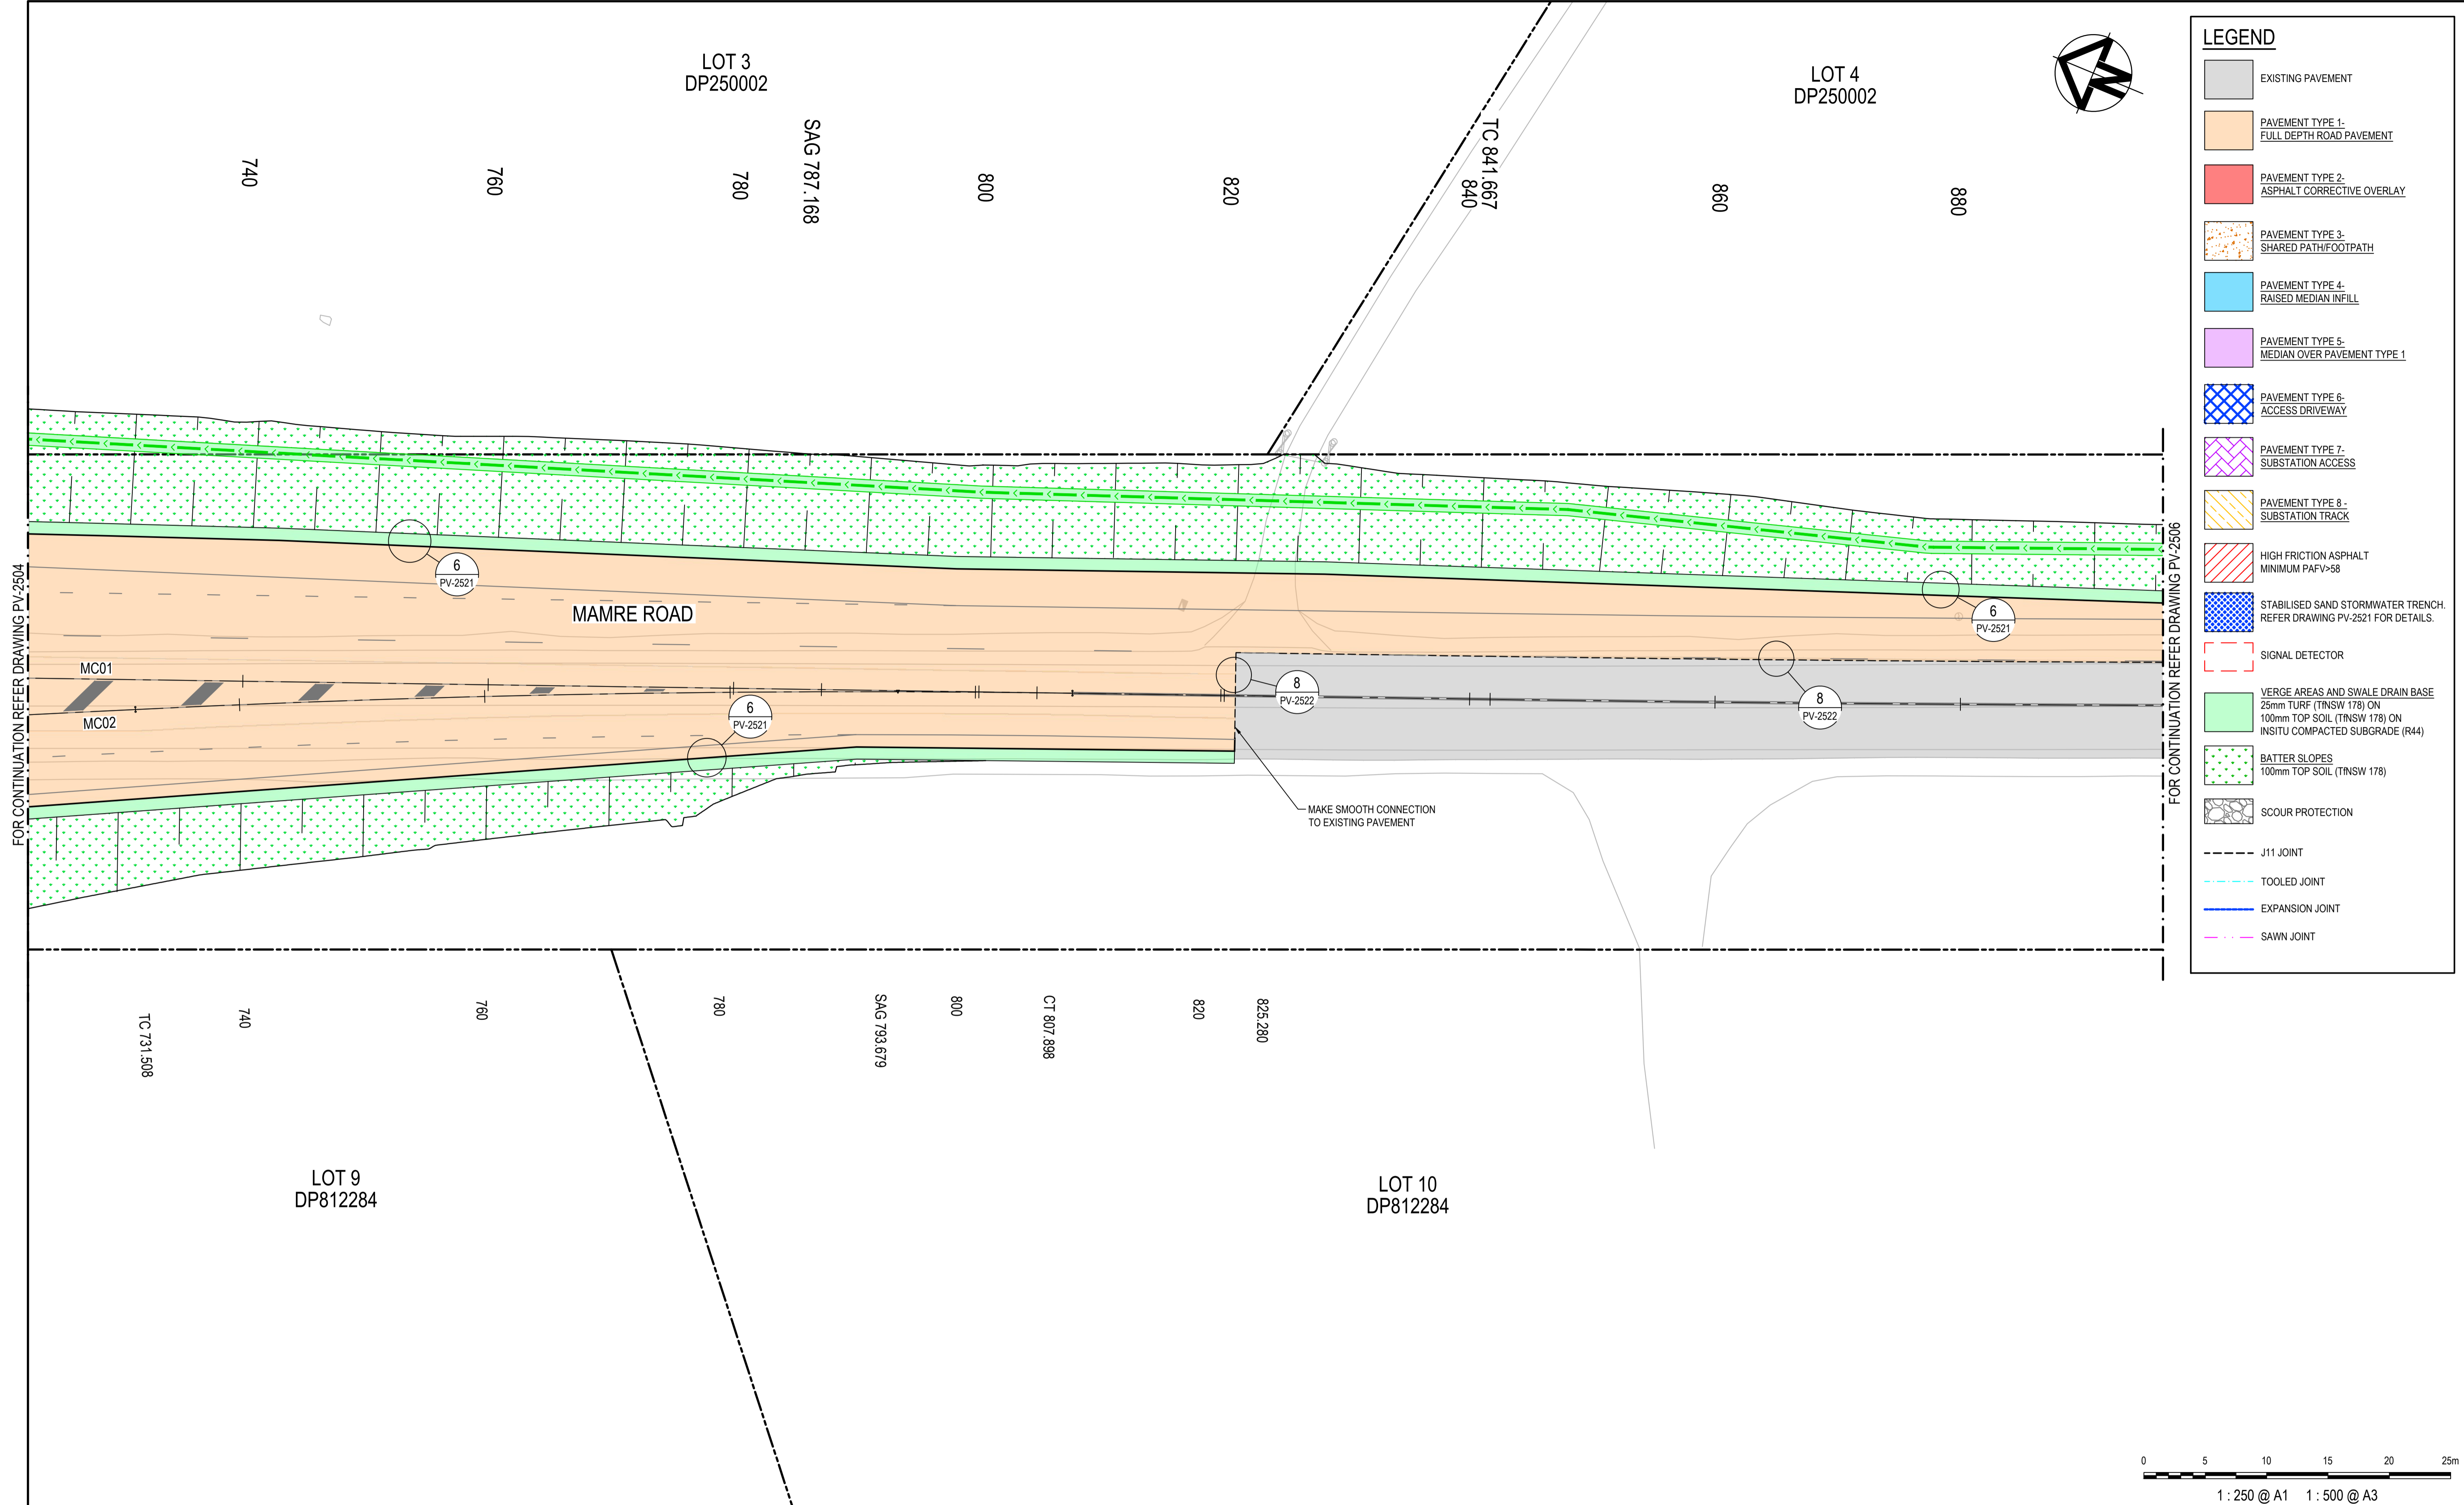 LOT 3
DP250002
LOT 4
DP250002
N
740
760
780
SAG 787.168
800
820
TC 841.667
840
860
880
FOR CONTINUATION REFER DRAWING PV-2504
FOR CONTINUATION REFER DRAWING PV-2506
6
PV-2521
MAMRE ROAD
6
PV-2521
MC01
MC02
6
PV-2521
8
PV-2522
8
PV-2522
MAKE SMOOTH CONNECTION
TO EXISTING PAVEMENT
TC 731.508
740
760
780
SAG 793.679
800
CT 807.898
820
825.280
LOT 9
DP812284
LOT 10
DP812284
LEGEND
EXISTING PAVEMENT
PAVEMENT TYPE 1-
FULL DEPTH ROAD PAVEMENT
PAVEMENT TYPE 2-
ASPHALT CORRECTIVE OVERLAY
PAVEMENT TYPE 3-
SHARED PATH/FOOTPATH
PAVEMENT TYPE 4-
RAISED MEDIAN INFILL
PAVEMENT TYPE 5-
MEDIAN OVER PAVEMENT TYPE 1
PAVEMENT TYPE 6-
ACCESS DRIVEWAY
PAVEMENT TYPE 7-
SUBSTATION ACCESS
PAVEMENT TYPE 8 -
SUBSTATION TRACK
HIGH FRICTION ASPHALT
MINIMUM PAFV>58
STABILISED SAND STORMWATER TRENCH.
REFER DRAWING PV-2521 FOR DETAILS.
SIGNAL DETECTOR
VERGE AREAS AND SWALE DRAIN BASE
25mm TURF (TfNSW 178) ON
100mm TOP SOIL (TfNSW 178) ON
INSITU COMPACTED SUBGRADE (R44)
BATTER SLOPES
100mm TOP SOIL (TfNSW 178)
SCOUR PROTECTION
J11 JOINT
TOOLED JOINT
EXPANSION JOINT
SAWN JOINT
0 5 10 15 20 25m
1 : 250 @ A1 1 : 500 @ A3